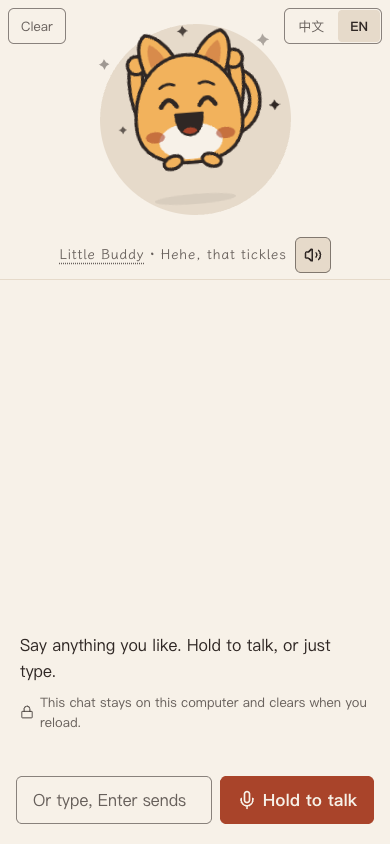 Clear
中文
EN
Little Buddy • Hehe, that tickles
Say anything you like. Hold to talk, or just
type.
This chat stays on this computer and clears when you
reload.
Or type, Enter sends
Hold to talk